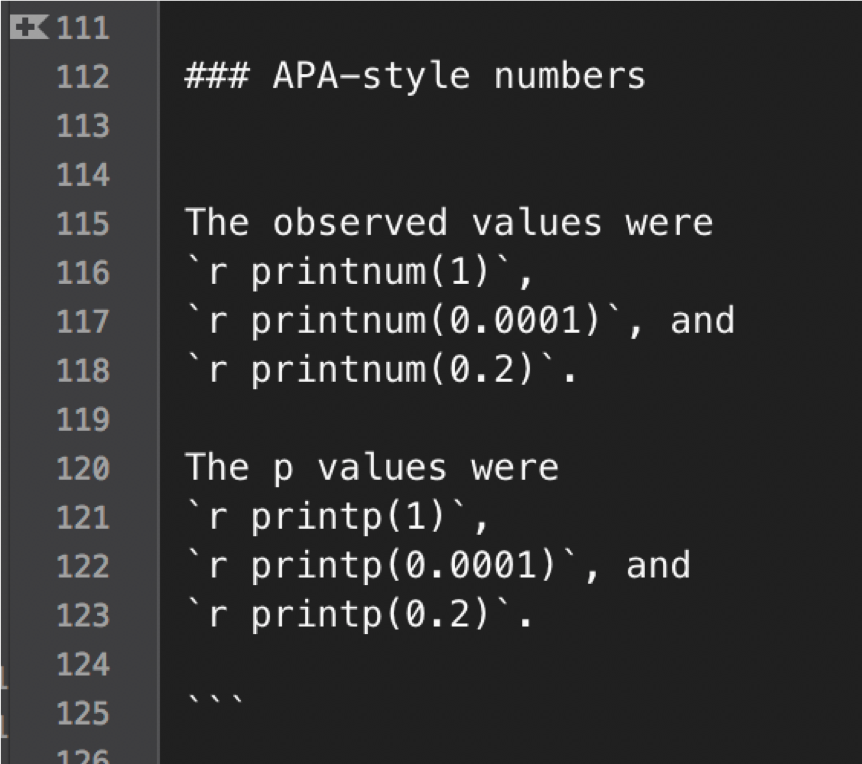 111
112 ### APA-style numbers
113
114
115 The observed values were
116 `r printnum(1)`,
117 `r printnum(0.0001)`, and
118 `r printnum(0.2)`.
119
120 The p values were
121 `r printp(1)`,
122 `r printp(0.0001)`, and
123 `r printp(0.2)`.
124
125 ```
126